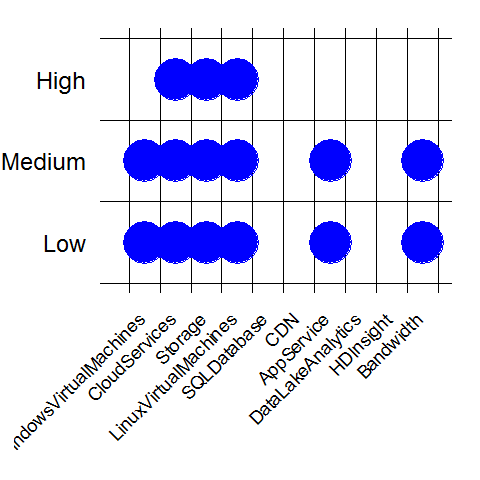 High
Medium
Low
ndowsVirtualMachines
CloudServices
Storage
LinuxVirtualMachines
SQLDatabase
CDN
AppService
DataLakeAnalytics
HDInsight
Bandwidth